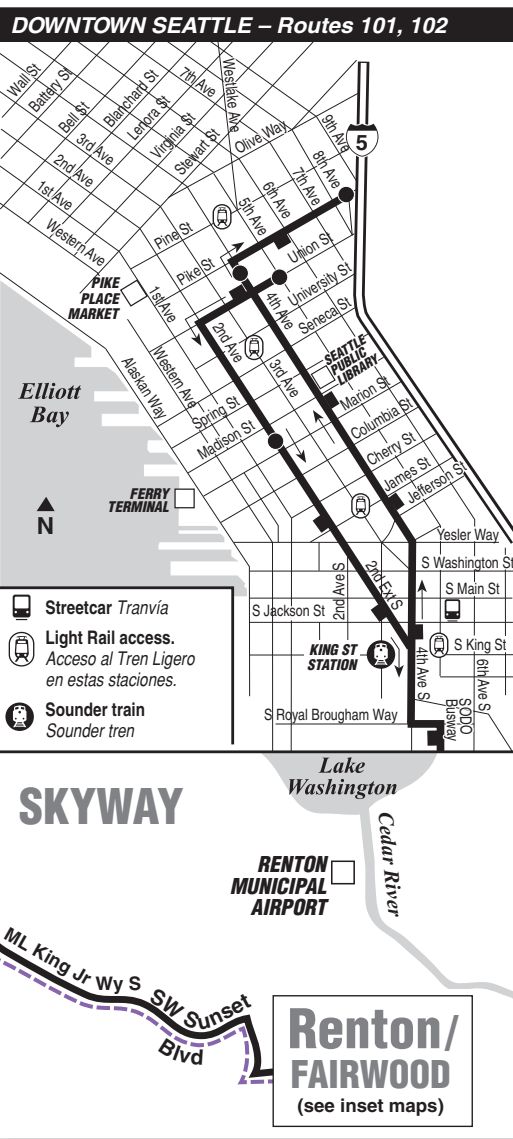 DOWNTOWN SEATTLE – Routes 101, 102
Wall St
Battery St
Bell St
Blanchard St
Lenora St
Virginia St
Stewart St
7th Ave
Westlake Ave
Olive Way
9th Ave
8th Ave
7th Ave
6th Ave
5th Ave
3rd Ave
2nd Ave
1st Ave
Western Ave
5
Pine St
Pike St
Union St
University St
Seneca St
PIKE
PLACE
MARKET
1st Ave
2nd Ave
3rd Ave
4th Ave
Western Ave
Alaskan Way
SEATTLE
PUBLIC
LIBRARY
Elliott
Bay
Spring St
Madison St
Marion St
Columbia St
Cherry St
James St
Jefferson St
FERRY
TERMINAL
N
Yesler Way
S Washington St
S Main St
S Jackson St
2nd Ave S
2nd Ext S
KING ST
STATION
S King St
4th Ave S
6th Ave S
SODO
Busway
S Royal Brougham Way
Streetcar Tranvía
Light Rail access.
Acceso al Tren Ligero
en estas staciones.
Sounder train
Sounder tren
Lake
Washington
SKYWAY
Cedar River
RENTON
MUNICIPAL
AIRPORT
ML King Jr Wy S
SW Sunset
Blvd
Renton/
FAIRWOOD
(see inset maps)